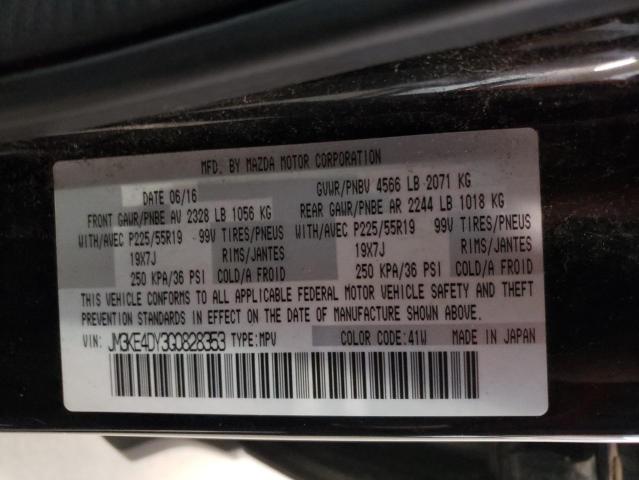 MFD. BY MAZDA MOTOR CORPORATION
DATE 06/16 GVWR/PNBV 4566 LB 2071 KG
FRONT GAWR/PNBE AV 2328 LB 1056 KG REAR GAWR/PNBE AR 2244 LB 1018 KG
WITH/AVEC P225/55R19 99V TIRES/PNEUS WITH/AVEC P225/55R19 99V TIRES/PNEUS
19X7J RIMS/JANTES 19X7J RIMS/JANTES
250 KPA/36 PSI COLD/A FROID 250 KPA/36 PSI COLD/A FROID
THIS VEHICLE CONFORMS TO ALL APPLICABLE FEDERAL MOTOR VEHICLE SAFETY AND THEFT
PREVENTION STANDARDS IN EFFECT ON THE DATE OF MANUFACTURE SHOWN ABOVE.
VIN: JM3KE4DY3G0828353 TYPE:MPV COLOR CODE:41W MADE IN JAPAN